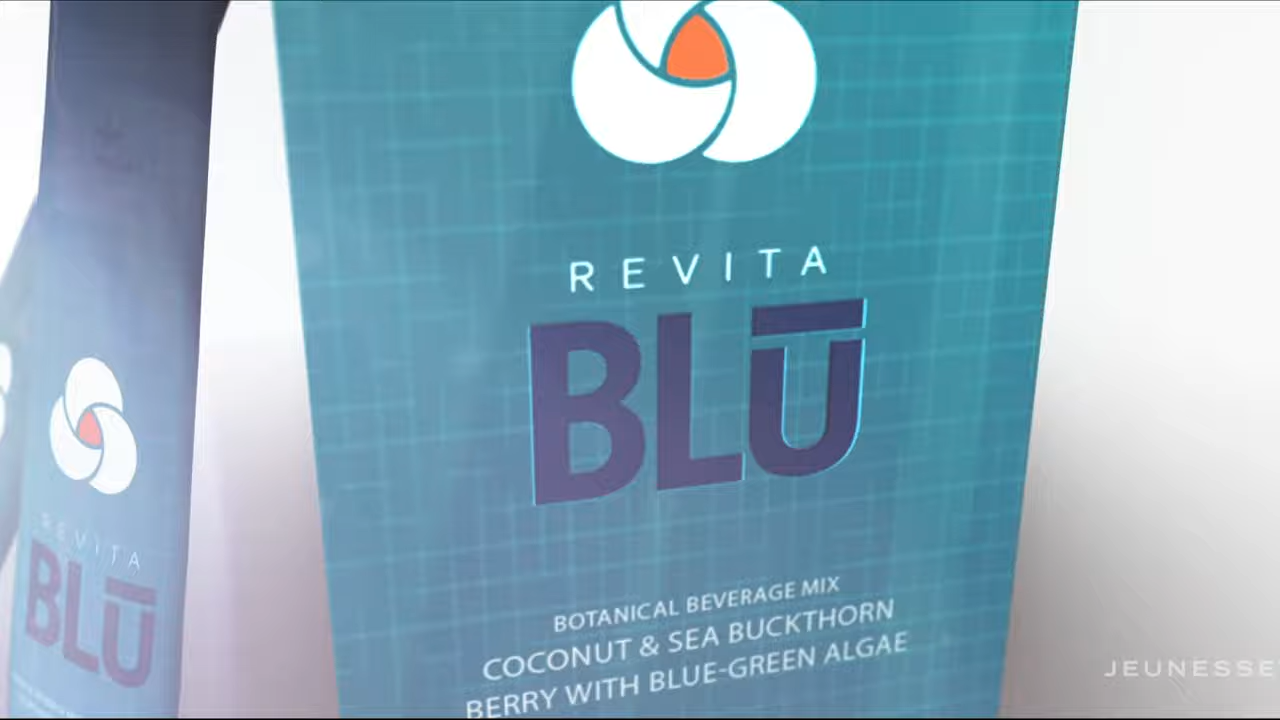 REVITA
BLŪ
BOTANICAL BEVERAGE MIX
COCONUT & SEA BUCKTHORN
BERRY WITH BLUE-GREEN ALGAE
REVITA
BLŪ
JEUNESSE